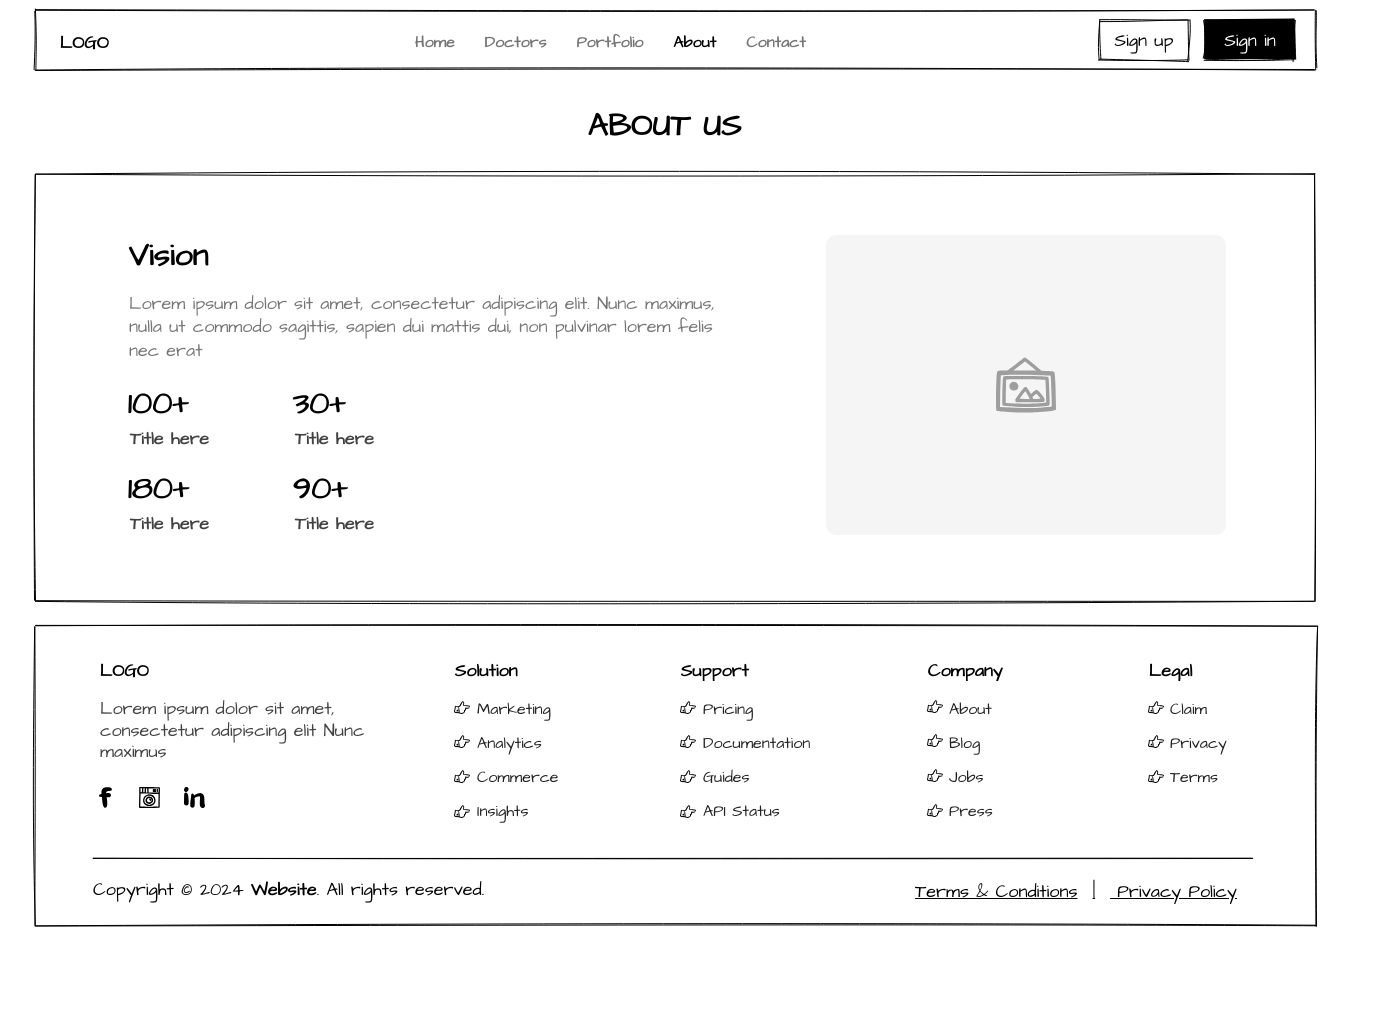 LOGO Home Doctors Portfolio About Contact Sign up Sign in
ABOUT US
Vision
Lorem ipsum dolor sit amet, consectetur adipiscing elit. Nunc maximus,
nulla ut commodo sagittis, sapien dui mattis dui, non pulvinar lorem felis
nec erat
100+ 30+
Title here Title here
180+ 90+
Title here Title here
LOGO
Lorem ipsum dolor sit amet,
consectetur adipiscing elit Nunc
maximus
f in
Solution
Marketing
Analytics
Commerce
Insights
Support
Pricing
Documentation
Guides
API Status
Company
About
Blog
Jobs
Press
Legal
Claim
Privacy
Terms
Copyright © 2024 Website. All rights reserved.
Terms & Conditions | Privacy Policy